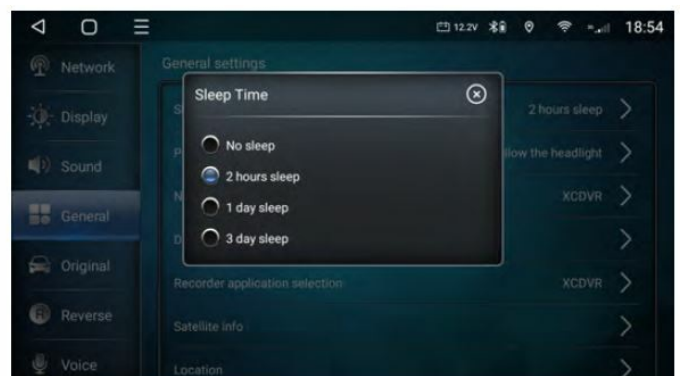 12.2V 18:54
Network
General settings
Sleep Time
Display
2 hours sleep
No sleep
Sound
low the headlight
2 hours sleep
XCDVR
General
1 day sleep
3 day sleep
Original
Recorder application selection
XCDVR
Reverse
Satellite info
Voice
Location